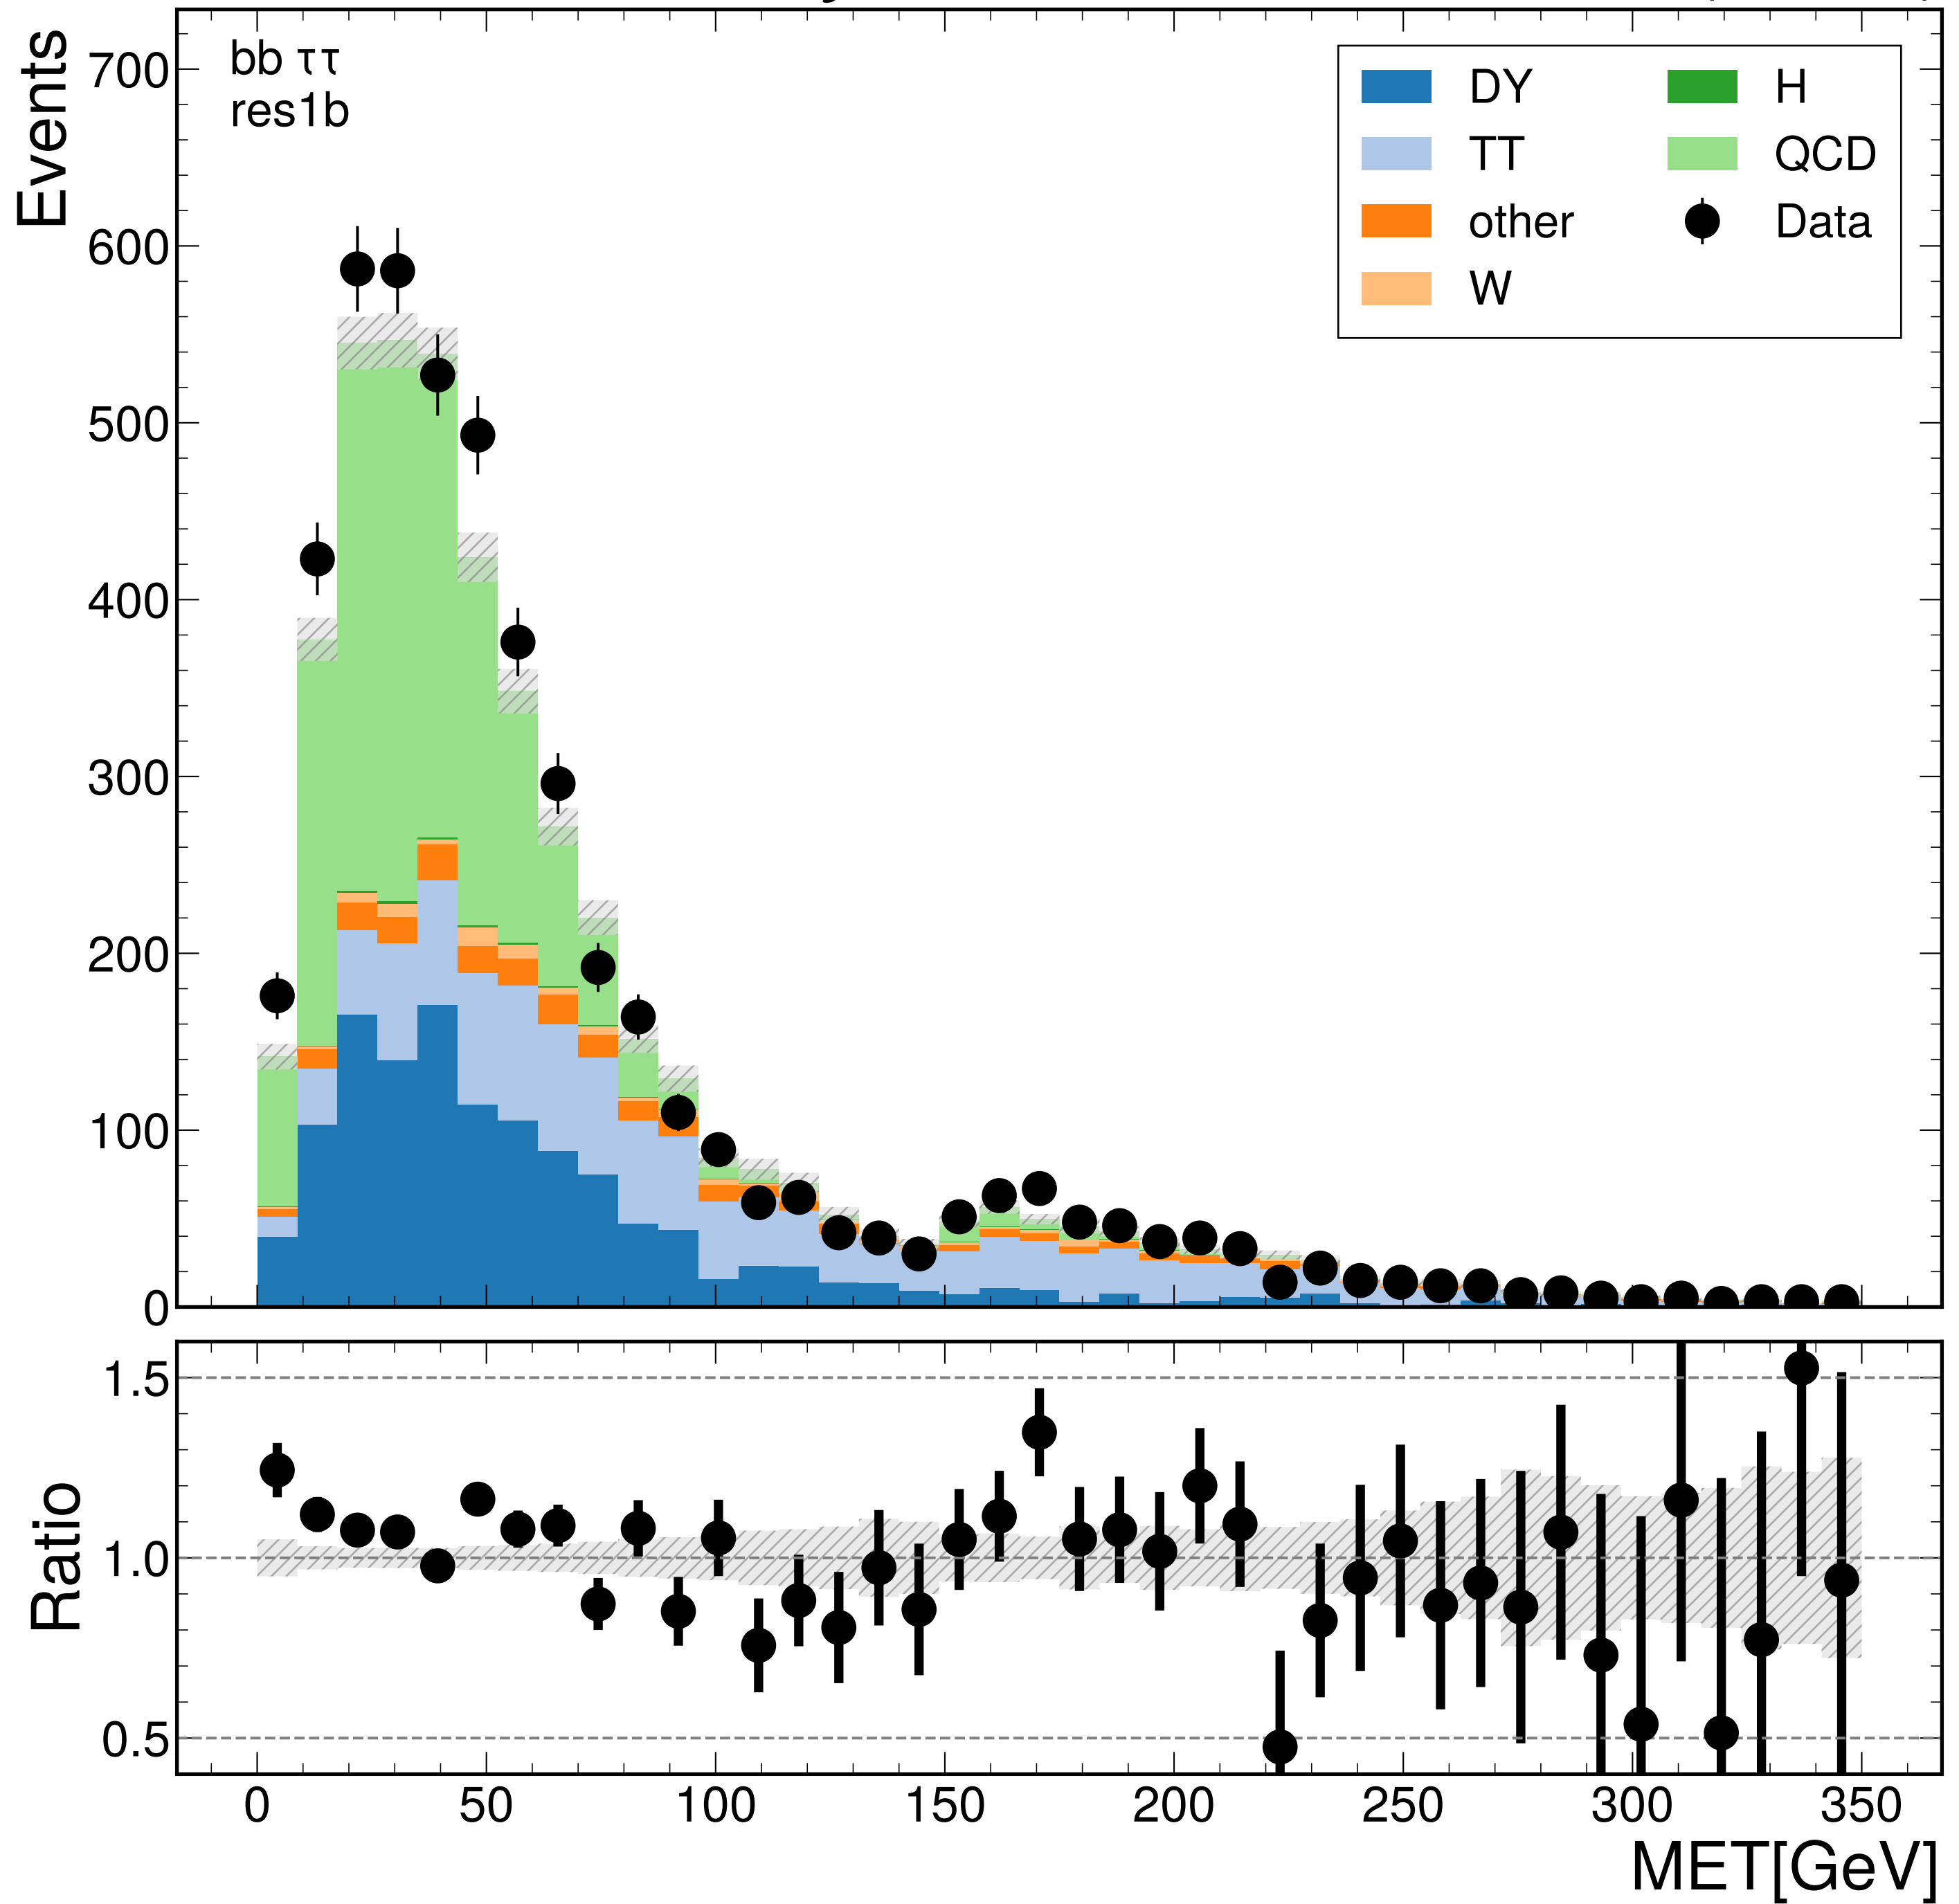 Events
700
600
500
400
300
200
100
0
bb ττ
res1b
DY
TT
other
W
H
QCD
Data
Ratio
1.5
1.0
0.5
0 50 100 150 200 250 300 350
MET[GeV]